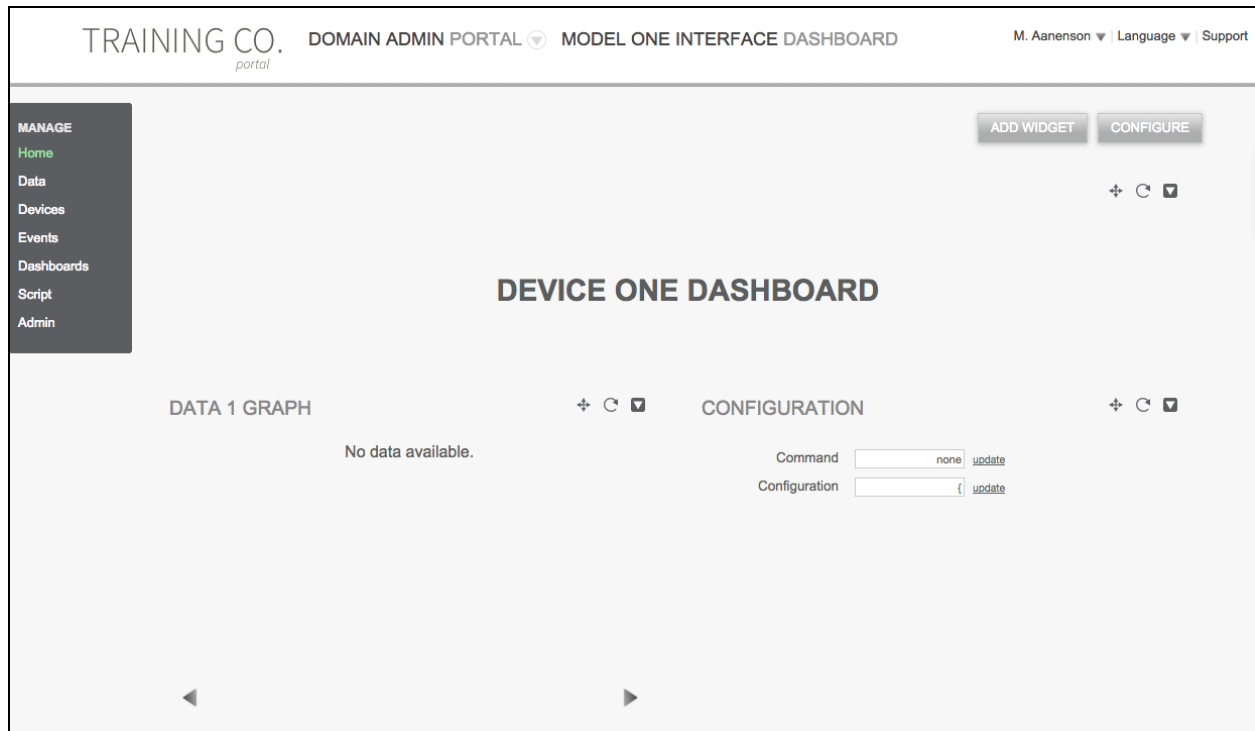 TRAINING CO.
portal
DOMAIN ADMIN PORTAL MODEL ONE INTERFACE DASHBOARD
M. Aanenson | Language | Support
MANAGE
Home
Data
Devices
Events
Dashboards
Script
Admin
ADD WIDGET CONFIGURE
DEVICE ONE DASHBOARD
DATA 1 GRAPH
No data available.
CONFIGURATION
Command none update
Configuration { update